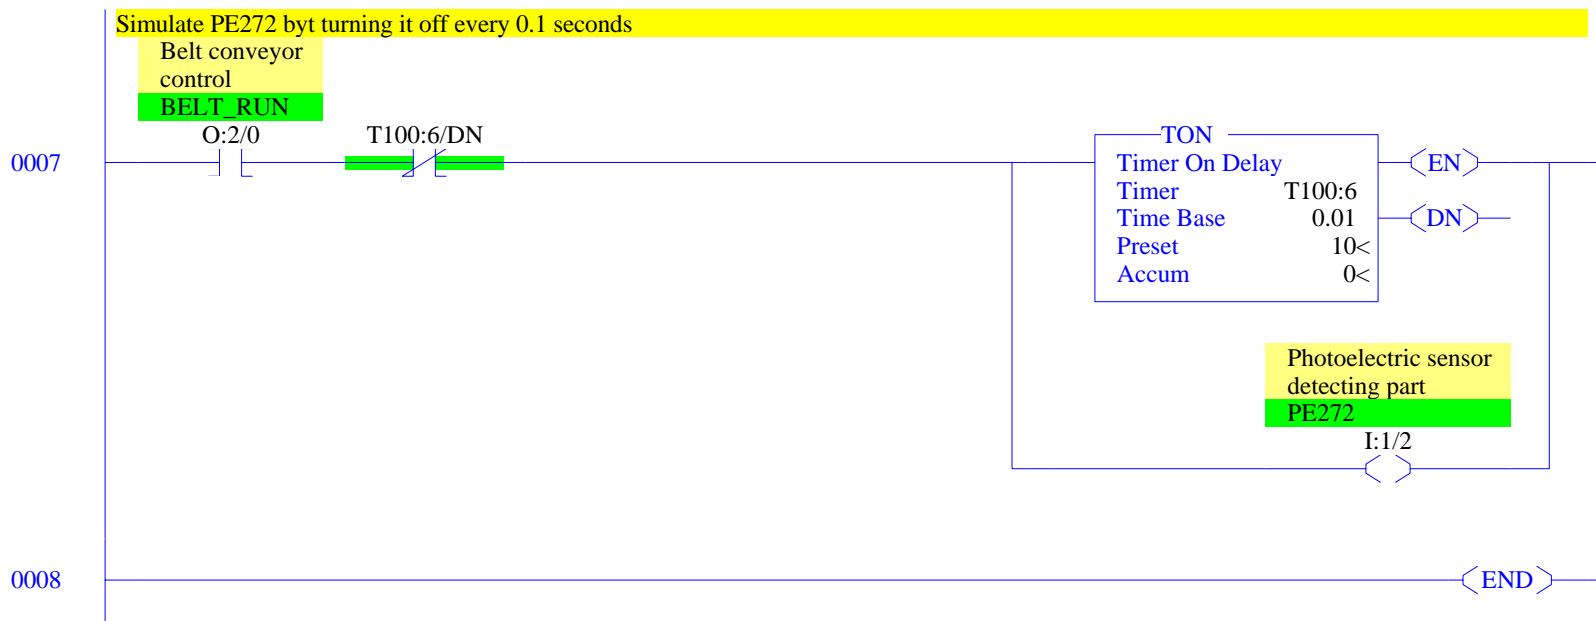 Simulate PE272 byt turning it off every 0.1 seconds
Belt conveyor
control
BELT_RUN
O:2/0
T100:6/DN
0007
TON
Timer On Delay
Timer T100:6
Time Base 0.01
Preset 10<
Accum 0<
EN
DN
Photoelectric sensor
detecting part
PE272
I:1/2
0008
END